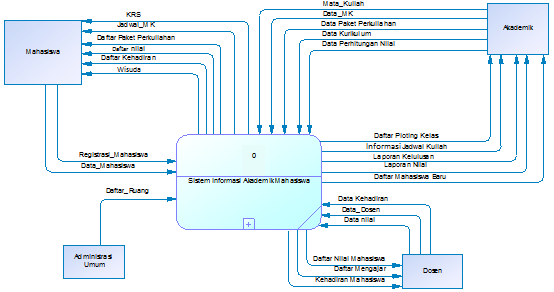 KRS
Jadwal_MK
Daftar Paket Perkuliahan
Daftar nilai
Daftar Kehadiran
Wisuda
Mahasiswa
Mata_Kuliah
Data_MK
Data Paket Perkuliahan
Data Kurikulum
Data Perhitungan Nilai
Akademik
Registrasi_Mahasiswa
Data_Mahasiswa
Daftar_Ruang
0
Sistem Informasi Akademik Mahasiswa
Daftar Ploting Kelas
Informasi Jadwal Kuliah
Laporan Kelulusan
Laporan Nilai
Daftar Mahasiswa Baru
Data Kehadiran
Data_Dosen
Data nilai
Administrasi
Umum
Daftar Nilai Mahasiswa
Daftar Mengajar
Kehadiran Mahasiswa
Dosen